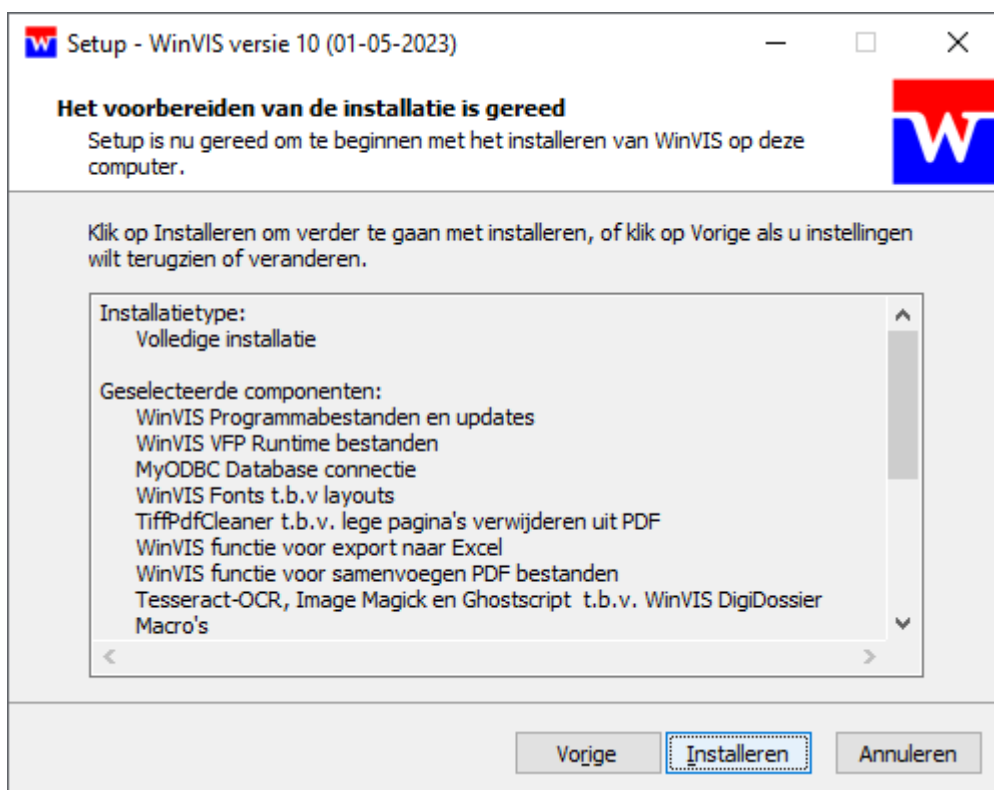 Setup - WinVIS versie 10 (01-05-2023)
Het voorbereiden van de installatie is gereed
Setup is nu gereed om te beginnen met het installeren van WinVIS op deze
computer.
W
Klik op Installeren om verder te gaan met installeren, of klik op Vorige als u instellingen
wilt terugzien of veranderen.
Installatietype:
Volledige installatie
Geselecteerde componenten:
WinVIS Programmabestanden en updates
WinVIS VFP Runtime bestanden
MyODBC Database connectie
WinVIS Fonts t.b.v layouts
TiffPdfCleaner t.b.v. lege pagina's verwijderen uit PDF
WinVIS functie voor export naar Excel
WinVIS functie voor samenvoegen PDF bestanden
Tesseract-OCR, Image Magick en Ghostscript  t.b.v. WinVIS DigiDossier
Macro's
Vorige
Installeren
Annuleren